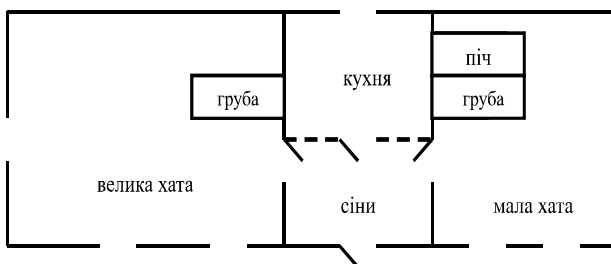 піч
кухня
груба
груба
велика хата
сіни
мала хата